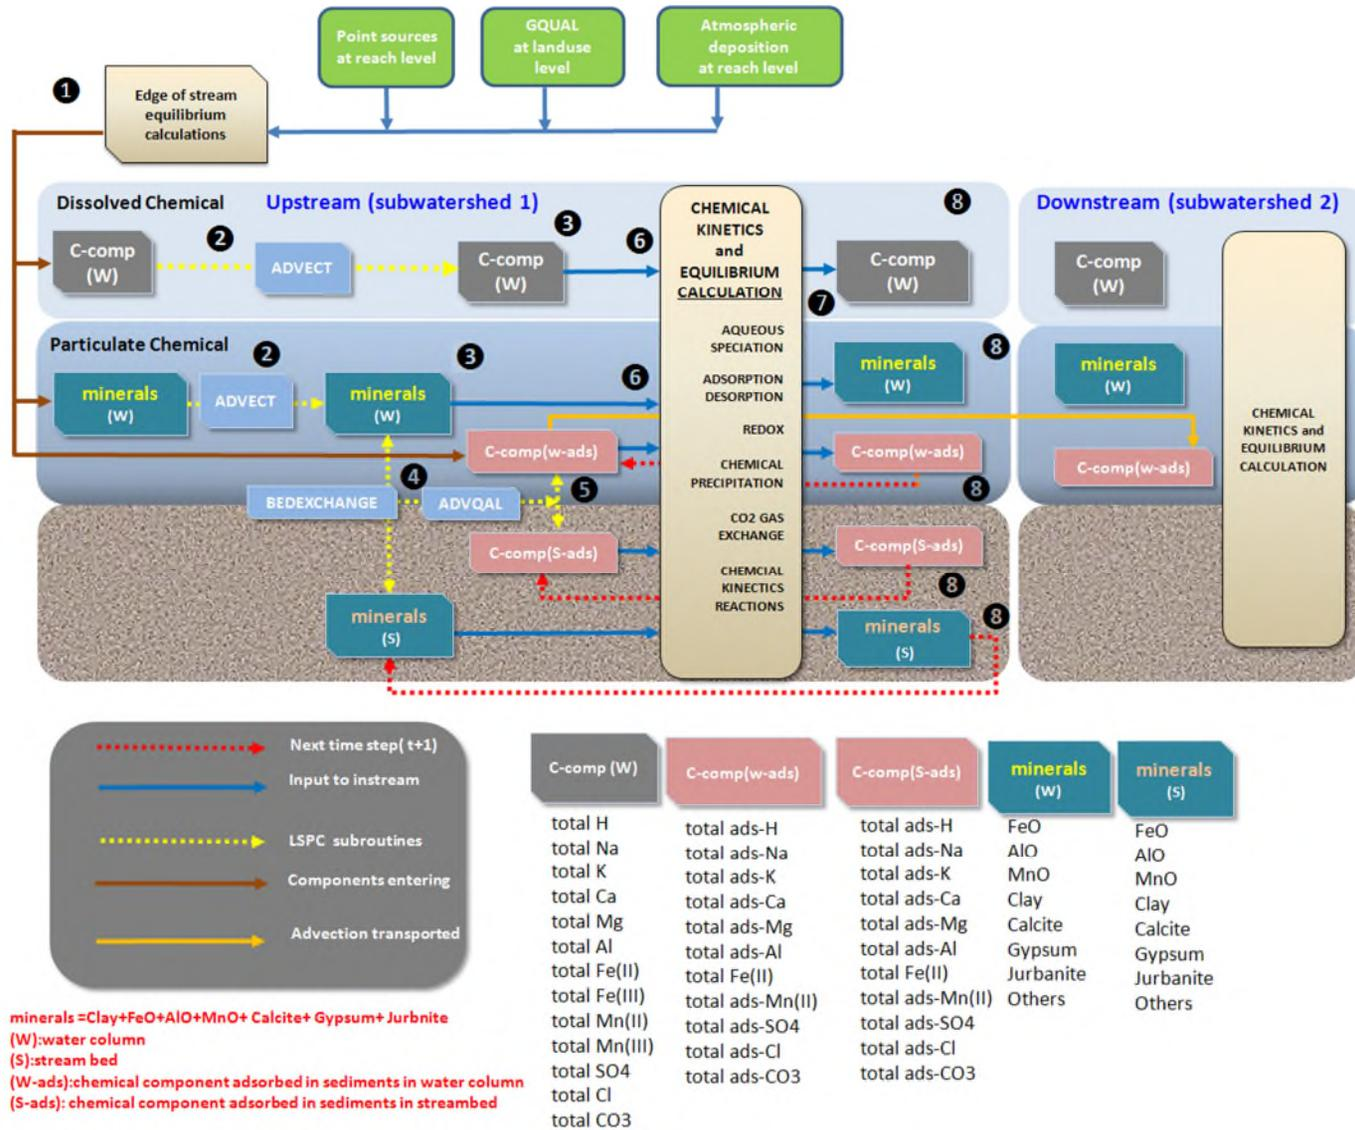 Point sources
at reach level
GQUAL
at landuse
level
Atmospheric
deposition
at reach level
1
Edge of stream
equilibrium
calculations
Dissolved Chemical
Upstream (subwatershed 1)
8
Downstream (subwatershed 2)
C-comp
(W)
2
ADVECT
3
C-comp
(W)
6
CHEMICAL
KINETICS
and
EQUILIBRIUM
CALCULATION
AQUEOUS
SPECIATION
ADSORPTION
DESORPTION
REDOX
CHEMICAL
PRECIPITATION
CO2 GAS
EXCHANGE
CHEMCIAL
KINECTICS
REACTIONS
C-comp
(W)
7
C-comp
(W)
Particulate Chemical
2
3
6
8
minerals
(W)
ADVECT
minerals
(W)
minerals
(W)
minerals
(W)
C-comp(w-ads)
C-comp(w-ads)
C-comp(w-ads)
CHEMICAL
KINETICS and
EQUILIBRIUM
CALCULATION
BEDEXCHANGE
4
ADVQAL
5
8
C-comp(S-ads)
C-comp(S-ads)
8
8
minerals
(S)
minerals
(S)
Next time step( t+1)
Input to instream
LSPC subroutines
Components entering
Advection transported
minerals =Clay+FeO+AlO+MnO+ Calcite+ Gypsum+ Jurbnite
(W):water column
(S):stream bed
(W-ads):chemical component adsorbed in sediments in water column
(S-ads): chemical component adsorbed in sediments in streambed
C-comp (W)
total H
total Na
total K
total Ca
total Mg
total Al
total Fe(II)
total Fe(III)
total Mn(II)
total Mn(III)
total SO4
total Cl
total CO3
C-comp(w-ads)
total ads-H
total ads-Na
total ads-K
total ads-Ca
total ads-Mg
total ads-Al
total Fe(II)
total ads-Mn(II)
total ads-SO4
total ads-Cl
total ads-CO3
C-comp(S-ads)
total ads-H
total ads-Na
total ads-K
total ads-Ca
total ads-Mg
total ads-Al
total Fe(II)
total ads-Mn(II)
total ads-SO4
total ads-Cl
total ads-CO3
minerals
(W)
FeO
AlO
MnO
Clay
Calcite
Gypsum
Jurbanite
Others
minerals
(S)
FeO
AlO
MnO
Clay
Calcite
Gypsum
Jurbanite
Others